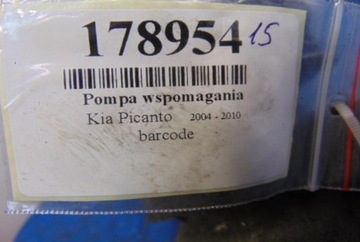 178954 15
Pompa wspomagania
Kia Picanto 2004 - 2010
barcode